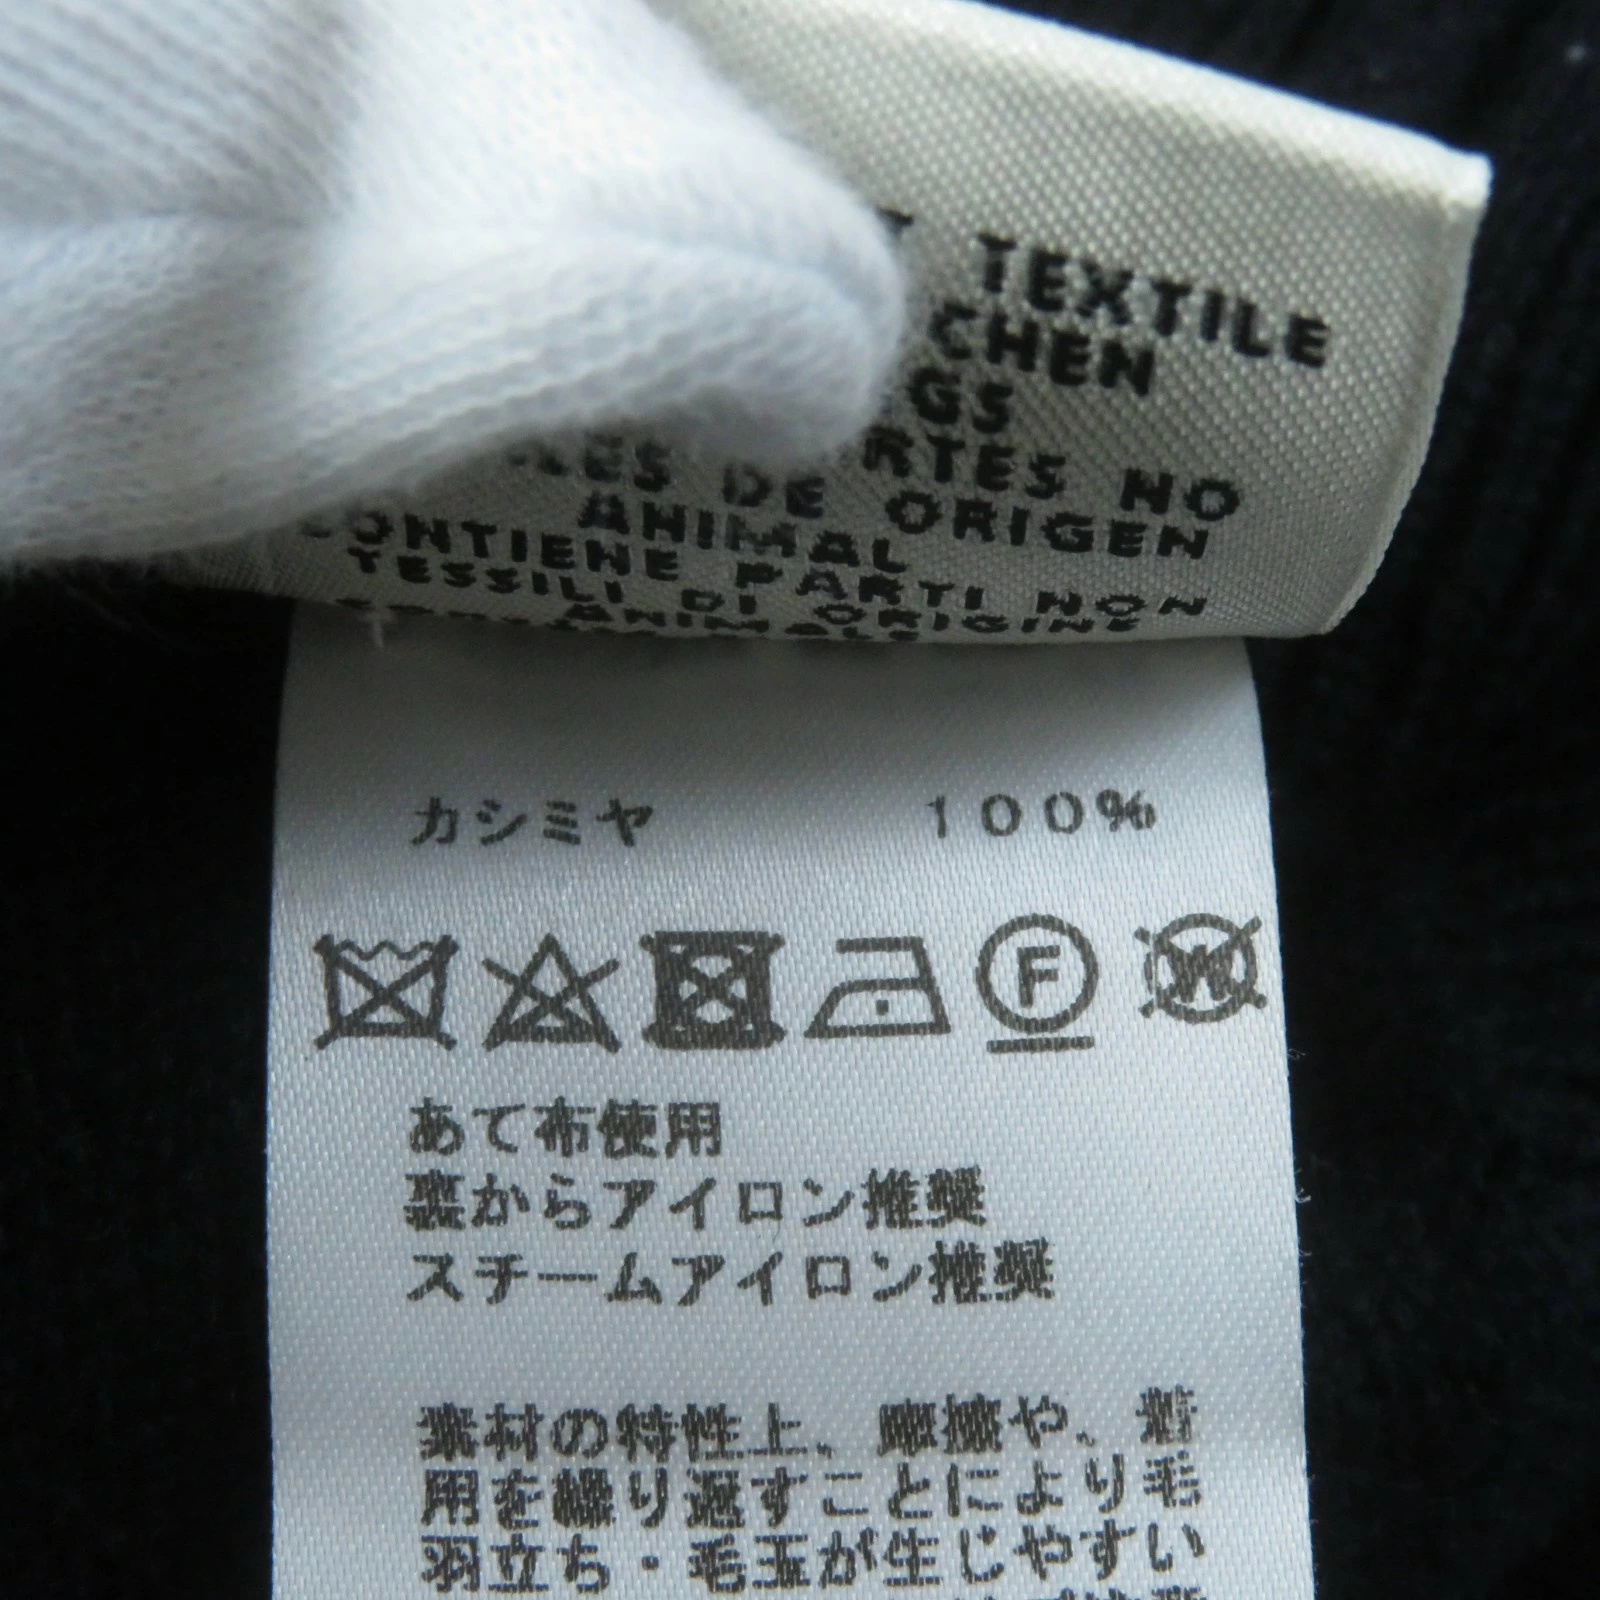 TEXTILE
CHEN
GS
RTES NO
DE ORIGEN
ANIMAL
CONTIENE PARTI NON
TESSILI DI ORIGINE
ANIMALE
カシミヤ 100%
F
W
あて布使用
裏からアイロン推奨
スチームアイロン推奨
素材の特性上、摩擦や、着
用を繰り返すことにより毛
羽立ち・毛玉が生じやすい